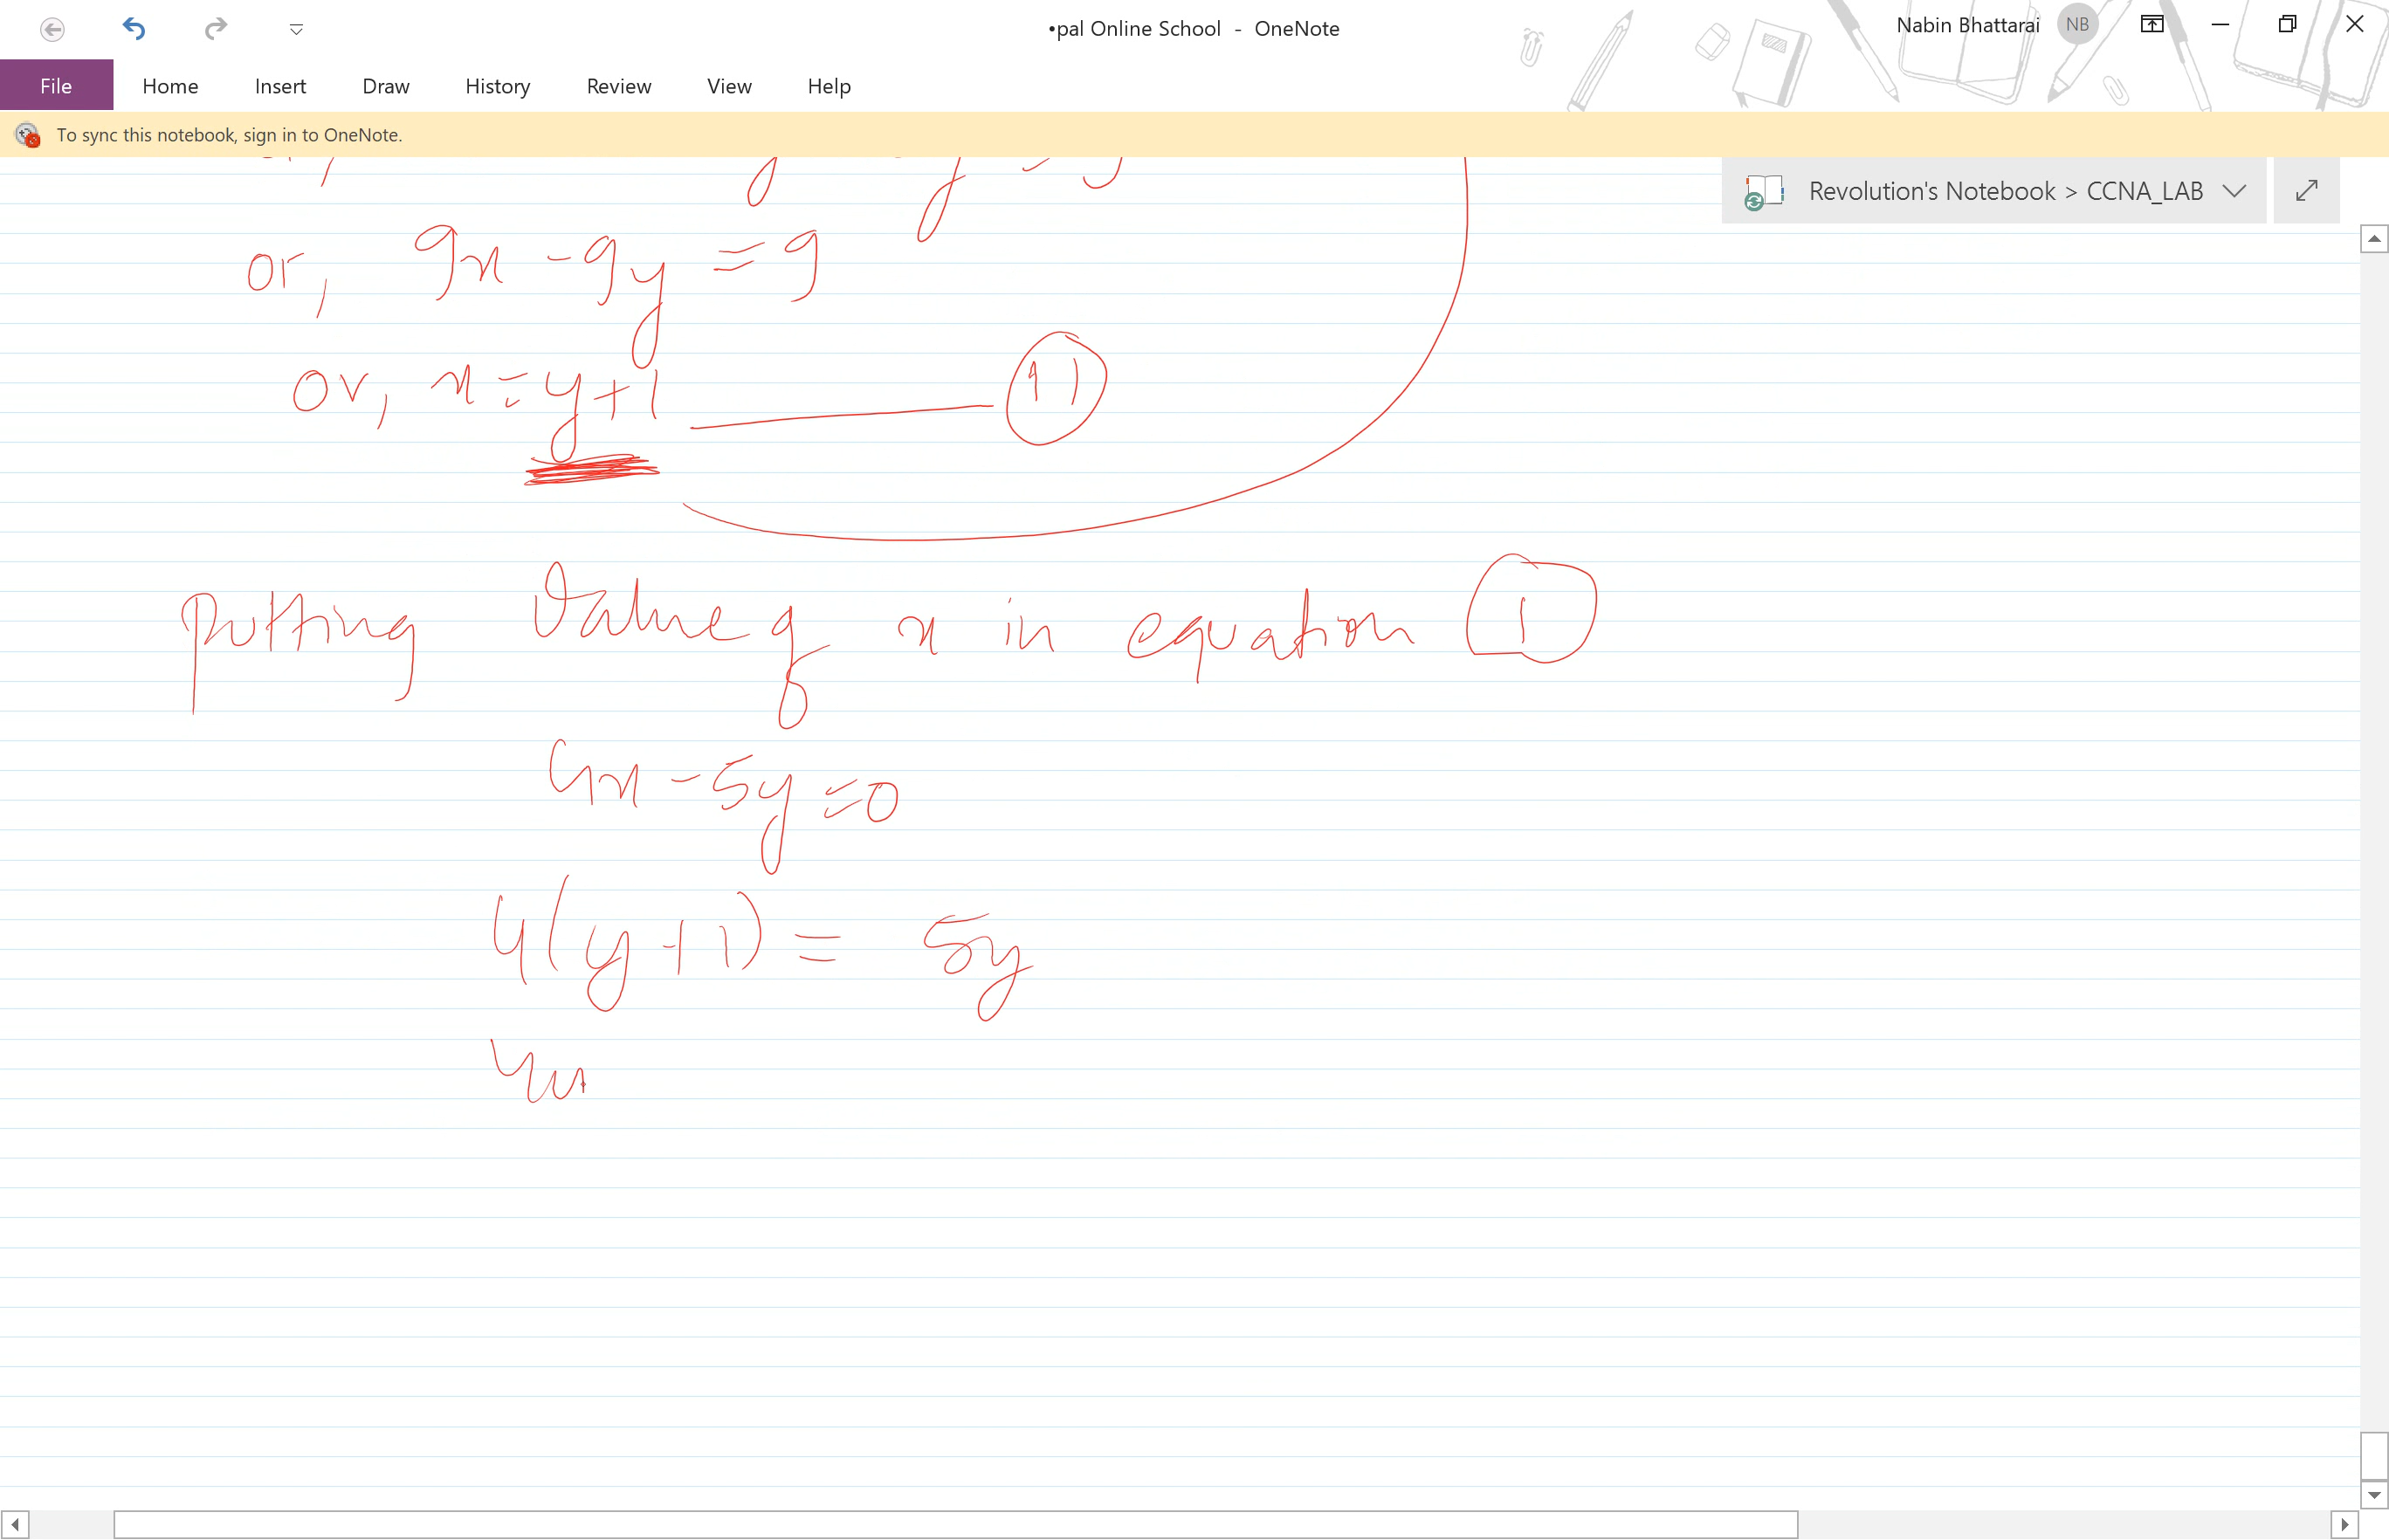 •pal Online School - OneNote
Nabin Bhattarai NB
File Home Insert Draw History Review View Help
To sync this notebook, sign in to OneNote.
Revolution's Notebook > CCNA_LAB
or, 9x - 9y = 9
or, x = y+1 (11)
Putting Value of x in equation (1)
4x - 5y = 0
4(y+1) = 5y